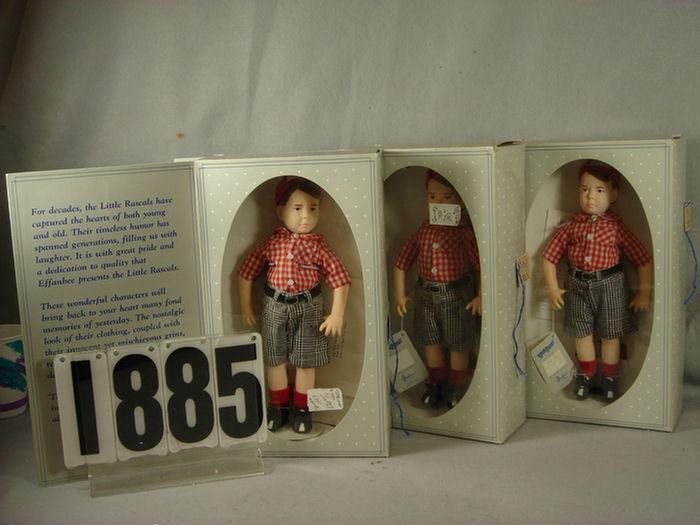 For decades, the Little Rascals have
captured the hearts of both young
and old. Their timeless humor has
spanned generations, filling us with
laughter. It is with great pride and
a dedication to quality that
Effanbee presents the Little Rascals.
These wonderful characters will
bring back to your heart many fond
memories of yesterday. The nostalgic
look of their clothing, coupled with
their innocent yet mischievous grins,
1885